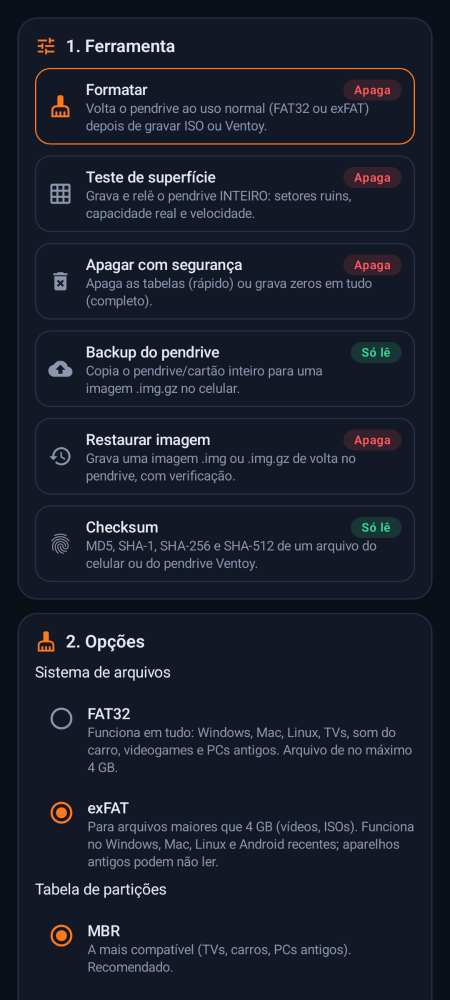 1. Ferramenta
Formatar
Apaga
Volta o pendrive ao uso normal (FAT32 ou exFAT)
depois de gravar ISO ou Ventoy.
Teste de superfície
Apaga
Grava e relê o pendrive INTEIRO: setores ruins,
capacidade real e velocidade.
Apagar com segurança
Apaga
Apaga as tabelas (rápido) ou grava zeros em tudo
(completo).
Backup do pendrive
Só lê
Copia o pendrive/cartão inteiro para uma
imagem .img.gz no celular.
Restaurar imagem
Apaga
Grava uma imagem .img ou .img.gz de volta no
pendrive, com verificação.
Checksum
Só lê
MD5, SHA-1, SHA-256 e SHA-512 de um arquivo do
celular ou do pendrive Ventoy.
2. Opções
Sistema de arquivos
FAT32
Funciona em tudo: Windows, Mac, Linux, TVs, som do
carro, videogames e PCs antigos. Arquivo de no máximo
4 GB.
exFAT
Para arquivos maiores que 4 GB (vídeos, ISOs). Funciona
no Windows, Mac, Linux e Android recentes; aparelhos
antigos podem não ler.
Tabela de partições
MBR
A mais compatível (TVs, carros, PCs antigos).
Recomendado.